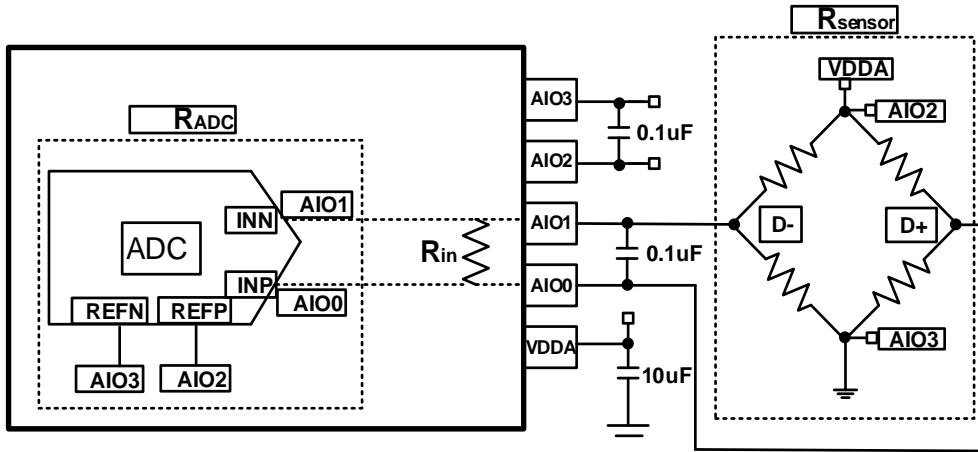 Rsensor
VDDA
AIO2
AIO3
0.1uF
AIO2
RADC
AIO1
INN
ADC
Rin
AIO1
D-
D+
0.1uF
INP
AIO0
AIO0
REFN
REFP
VDDA
AIO3
AIO3
AIO2
10uF